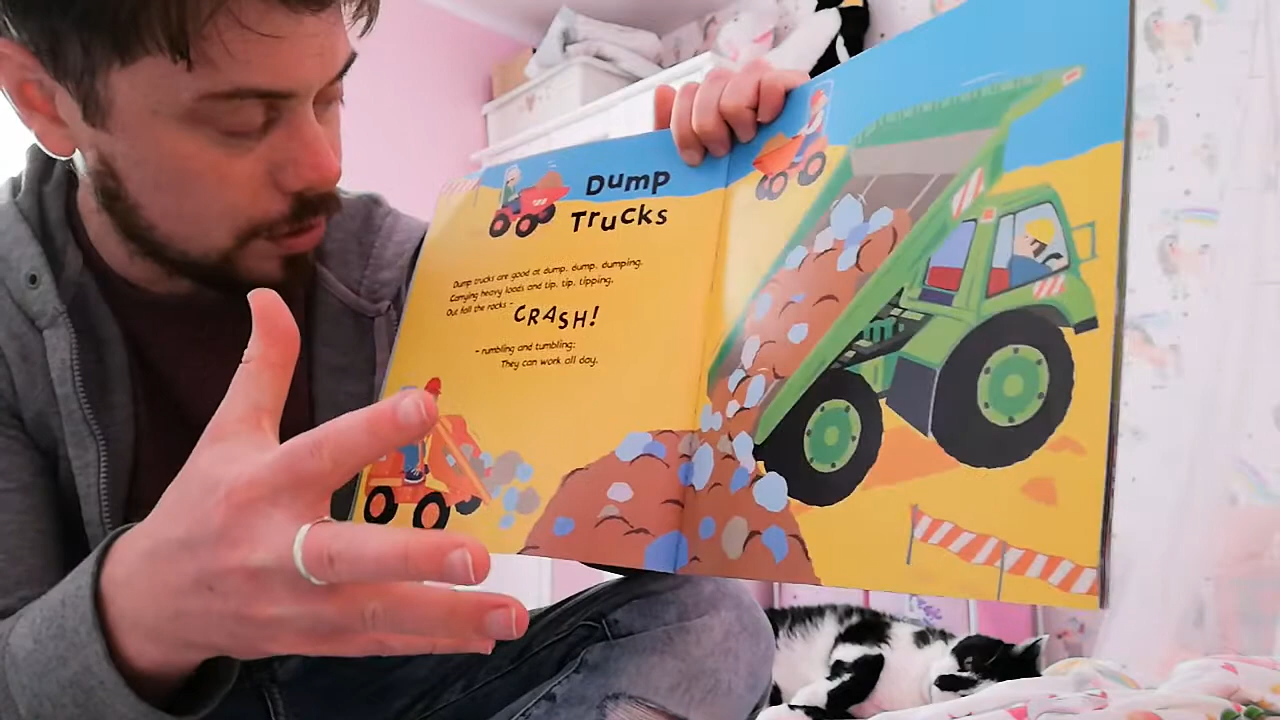 Dump
Trucks
Dump trucks are good at dump, dump, dumping.
Carrying heavy loads and tip, tip, tipping.
Out fall the rocks - CRASH!
- rumbling and tumbling:
They can work all day.